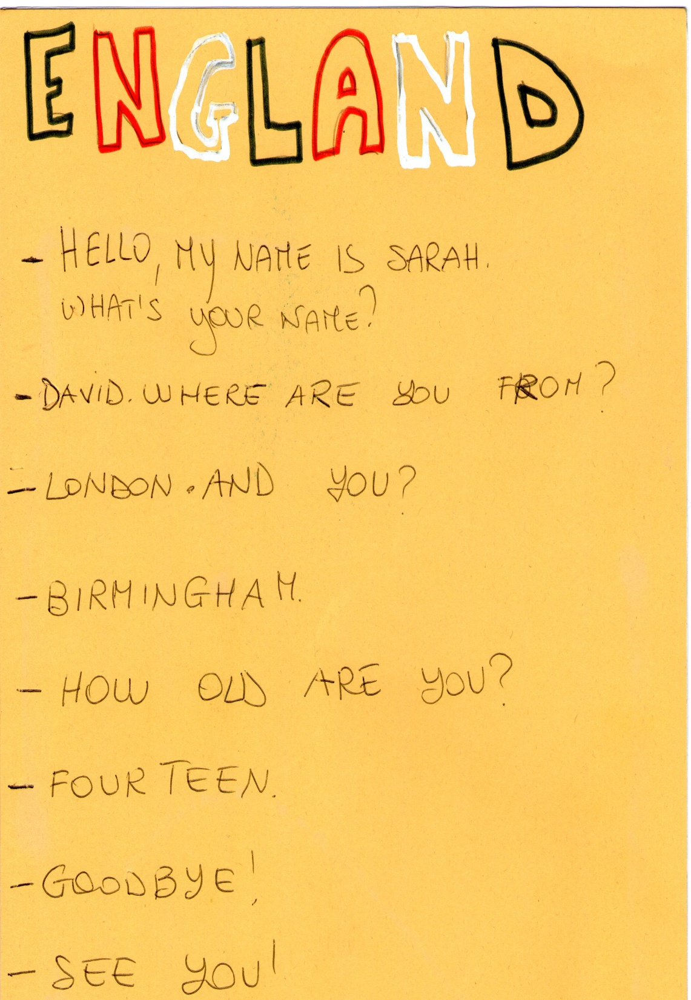 ENGLAND
- HELLO, MY NAME IS SARAH.
WHAT'S YOUR NAME?
- DAVID. WHERE ARE YOU FROM?
- LONDON. AND YOU?
- BIRMINGHAM.
- HOW OLD ARE YOU?
- FOURTEEN.
- GOODBYE!
- SEE YOU!